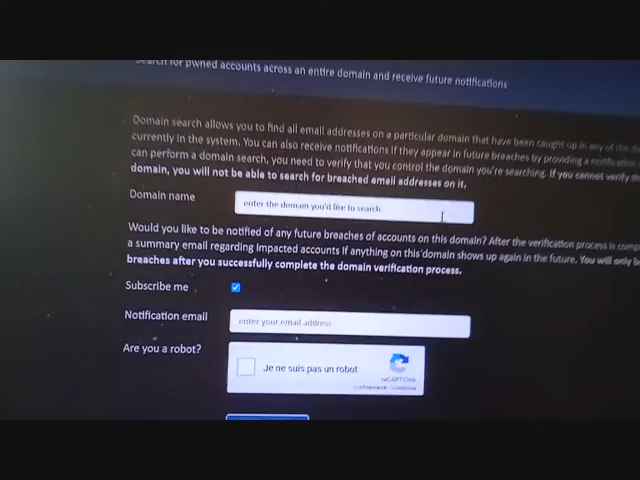 Search for pwned accounts across an entire domain and receive future notifications
Domain search allows you to find all email addresses on a particular domain that have been caught up in any of the
currently in the system. You can also receive notifications if they appear in future breaches by providing a notification
can perform a domain search, you need to verify that you control the domain you're searching. If you cannot verify
domain, you will not be able to search for breached email addresses on it.
Domain name
enter the domain you'd like to search
Would you like to be notified of any future breaches of accounts on this domain? After the verification process is
a summary email regarding impacted accounts if anything on this domain shows up again in the future. You will only
breaches after you successfully complete the domain verification process.
Subscribe me
Notification email
enter your email address
Are you a robot?
Je ne suis pas un robot
reCAPTCHA
Confidentialité - Conditions